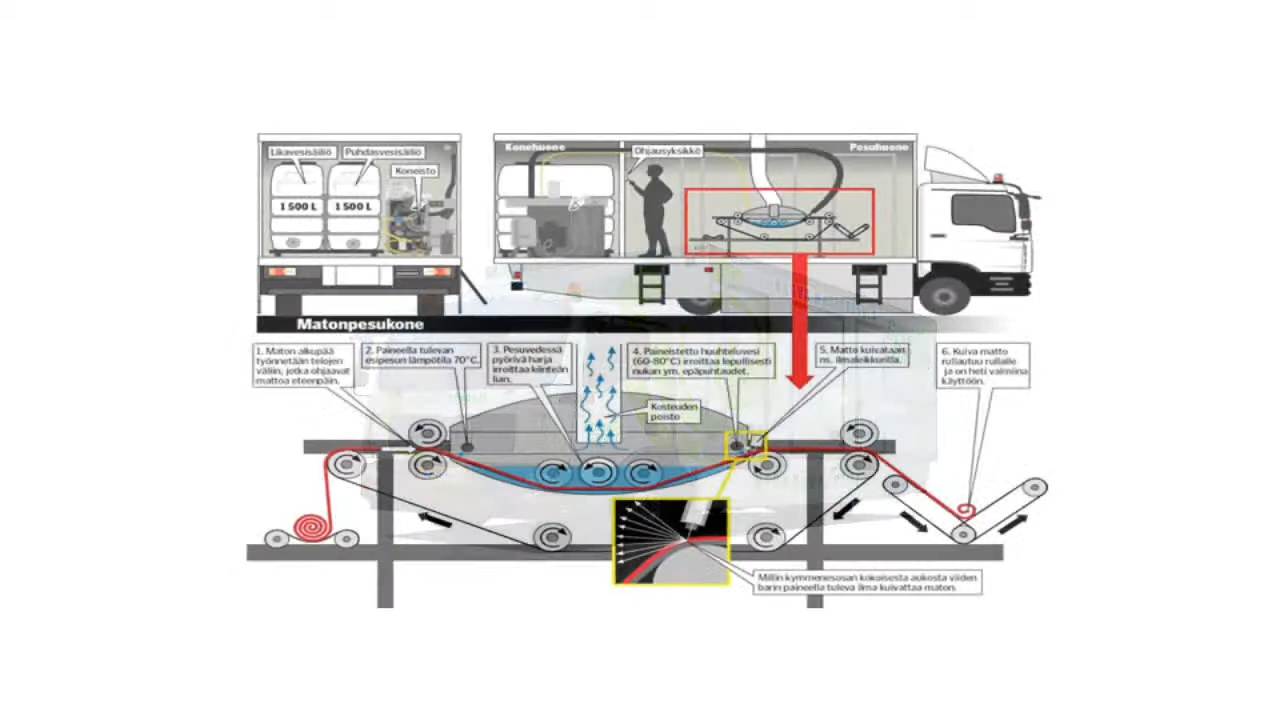 Likavesisäiliö
Puhdasvesisäiliö
Koneisto
1 500 L
1 500 L
Konehuone
Ohjausyksikkö
Pesuhuone
Matonpesukone
1. Maton alkupää
työnnetään telojen
väliin, jotka ohjaavat
mattoa eteenpäin.
2. Paineella tulevan
esipesun lämpötila 70°C.
3. Pesuvedessä
pyörivä harja
irroittaa kiinteän
lian.
4. Paineistettu huuhteluvesi
(60-80°C) irroittaa lopullisesti
nukan ym. epäpuhtaudet.
5. Matto kuivataan
ns. ilmaleikkurilla.
6. Kuiva matto
rullautuu rullalle
ja on heti valmiina
käyttöön.
Kosteuden
poisto
Millin kymmenesosan kokoisesta aukosta viiden
barin paineella tuleva ilma kuivattaa maton.